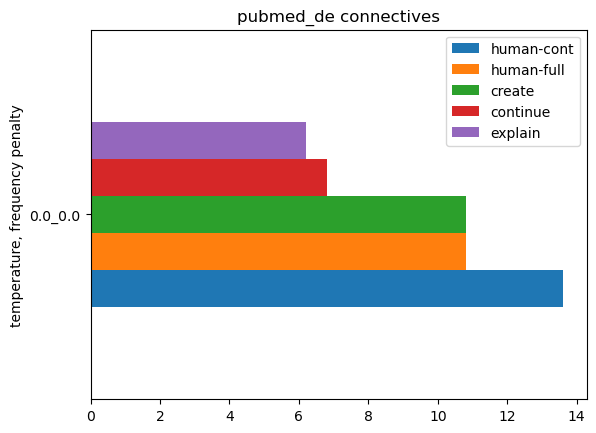 pubmed_de connectives
human-cont
human-full
create
continue
explain
temperature, frequency penalty
0.0_0.0
0 2 4 6 8 10 12 14